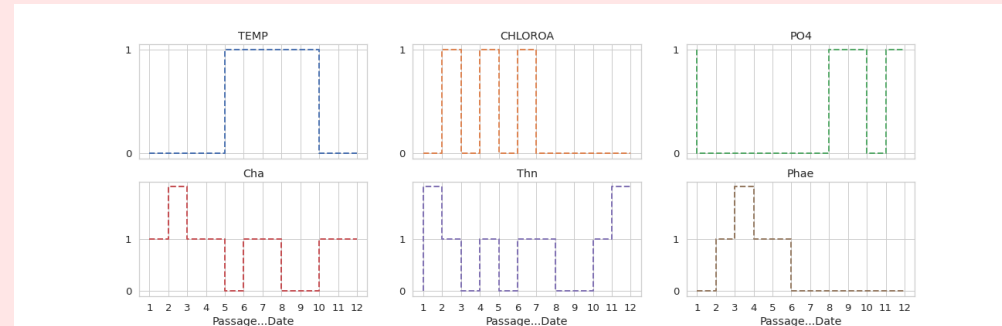 TEMP CHLOROA PO4
1 1 1
0 0 0
Cha Thn Phae
1 1 1
0 0 0
1 2 3 4 5 6 7 8 9 10 11 12 1 2 3 4 5 6 7 8 9 10 11 12 1 2 3 4 5 6 7 8 9 10 11 12
Passage...Date Passage...Date Passage...Date